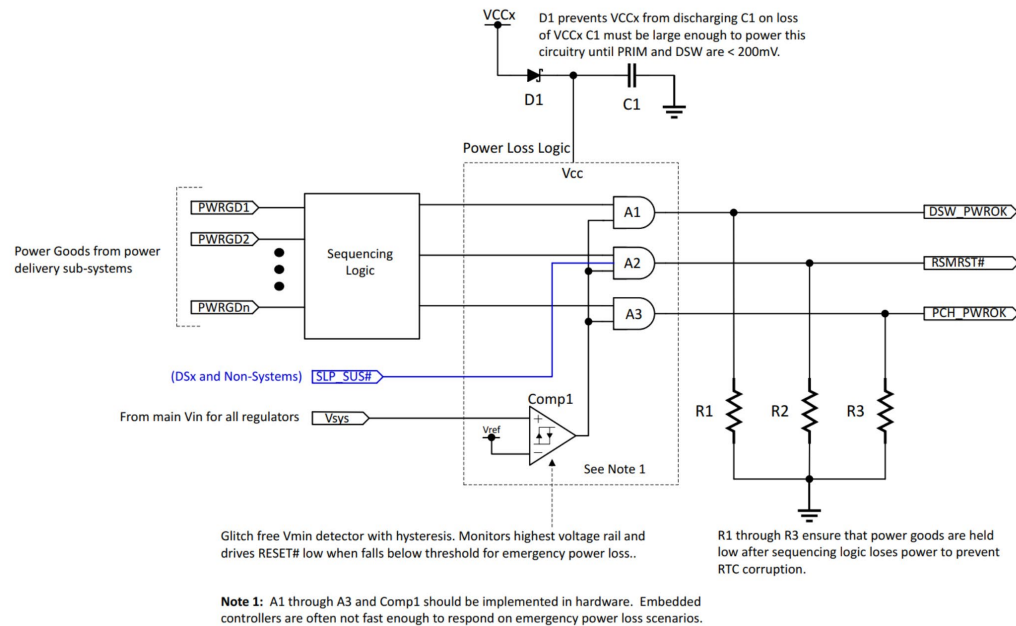 VCCx
D1 prevents VCCx from discharging C1 on loss
of VCCx C1 must be large enough to power this
circuitry until PRIM and DSW are < 200mV.
D1
C1
Power Loss Logic
Vcc
PWRGD1
A1
DSW_PWROK
Power Goods from power
delivery sub-systems
PWRGD2
Sequencing
Logic
A2
RSMRST#
PWRGDn
A3
PCH_PWROK
(DSx and Non-Systems)
SLP_SUS#
Comp1
From main Vin for all regulators
Vsys
+
Vref
−
See Note 1
R1
R2
R3
Glitch free Vmin detector with hysteresis. Monitors highest voltage rail and
drives RESET# low when falls below threshold for emergency power loss..
R1 through R3 ensure that power goods are held
low after sequencing logic loses power to prevent
RTC corruption.
Note 1: A1 through A3 and Comp1 should be implemented in hardware. Embedded
controllers are often not fast enough to respond on emergency power loss scenarios.